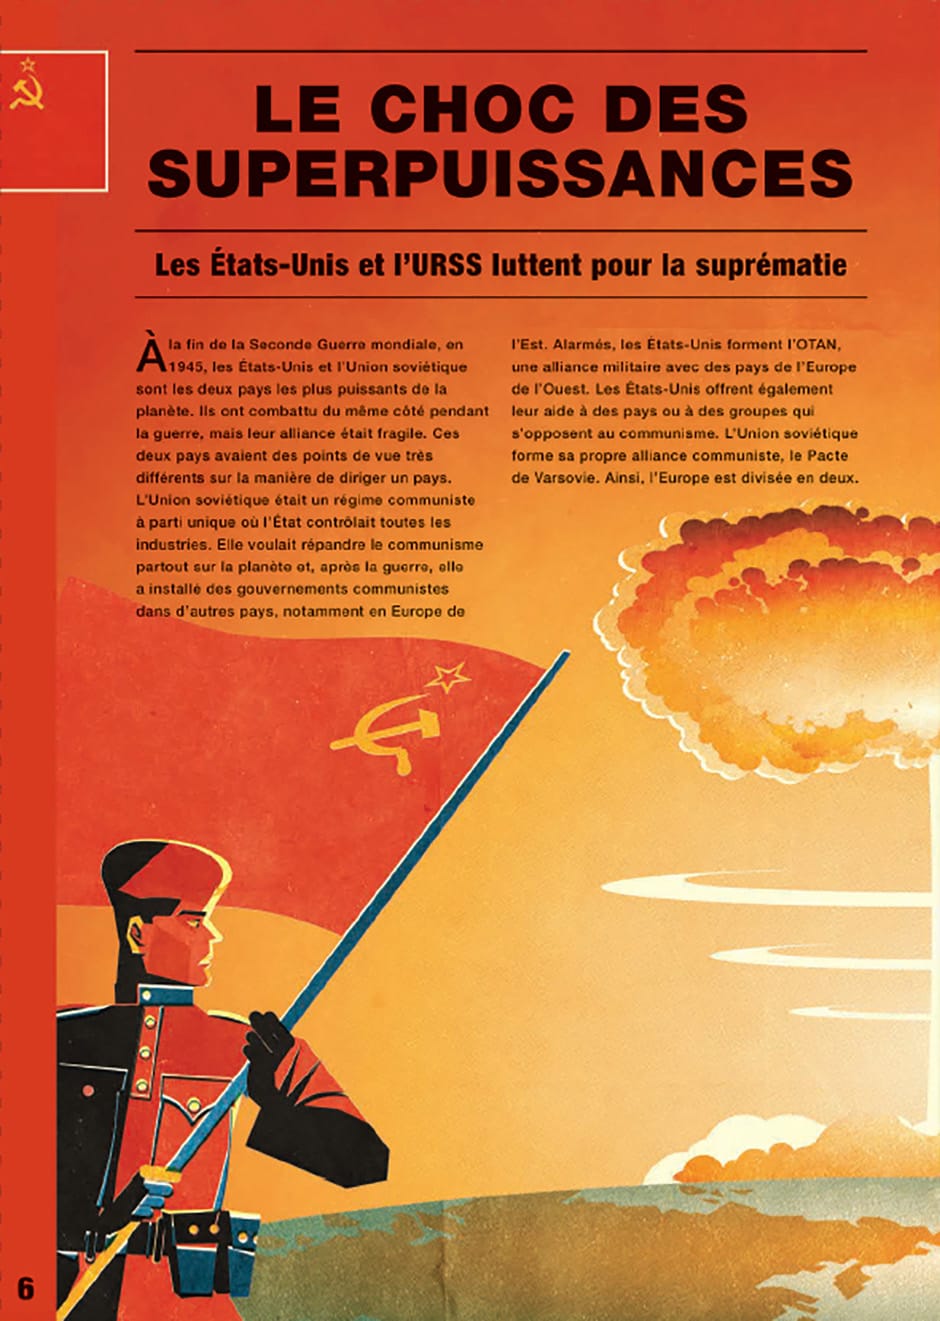 LE CHOC DES
SUPERPUISSANCES
Les États-Unis et l’URSS luttent pour la suprématie
À la fin de la Seconde Guerre mondiale, en
1945, les États-Unis et l’Union soviétique
sont les deux pays les plus puissants de la
planète. Ils ont combattu du même côté pendant
la guerre, mais leur alliance était fragile. Ces
deux pays avaient des points de vue très
différents sur la manière de diriger un pays.
L’Union soviétique était un régime communiste
à parti unique où l’État contrôlait toutes les
industries. Elle voulait répandre le communisme
partout sur la planète et, après la guerre, elle
a installé des gouvernements communistes
dans d’autres pays, notamment en Europe de
l’Est. Alarmés, les États-Unis forment l’OTAN,
une alliance militaire avec des pays de l’Europe
de l’Ouest. Les États-Unis offrent également
leur aide à des pays ou à des groupes qui
s’opposent au communisme. L’Union soviétique
forme sa propre alliance communiste, le Pacte
de Varsovie. Ainsi, l’Europe est divisée en deux.
6